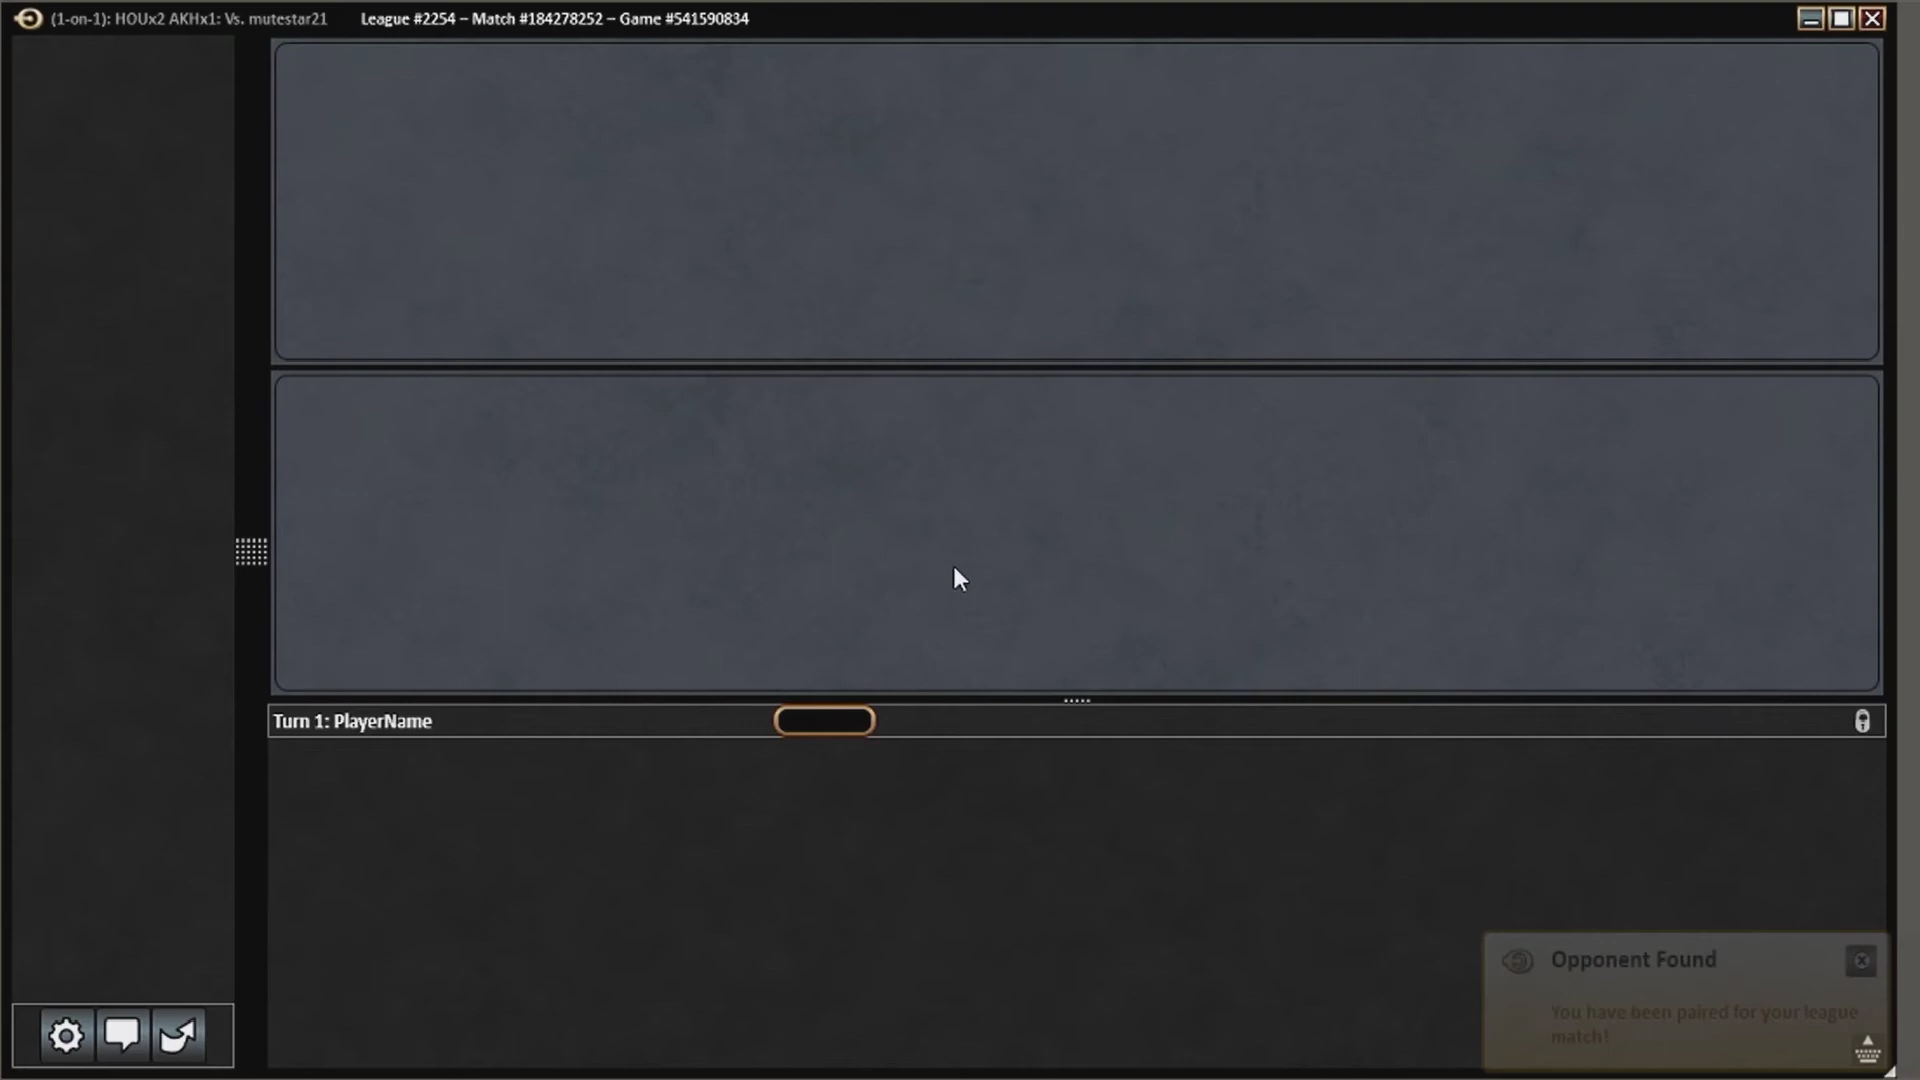 (1-on-1): HOUx2 AKHx1: Vs. mutestar21 League #2254 – Match #184278252 – Game #541590834
Turn 1: PlayerName
Opponent Found
You have been paired for your league
match!